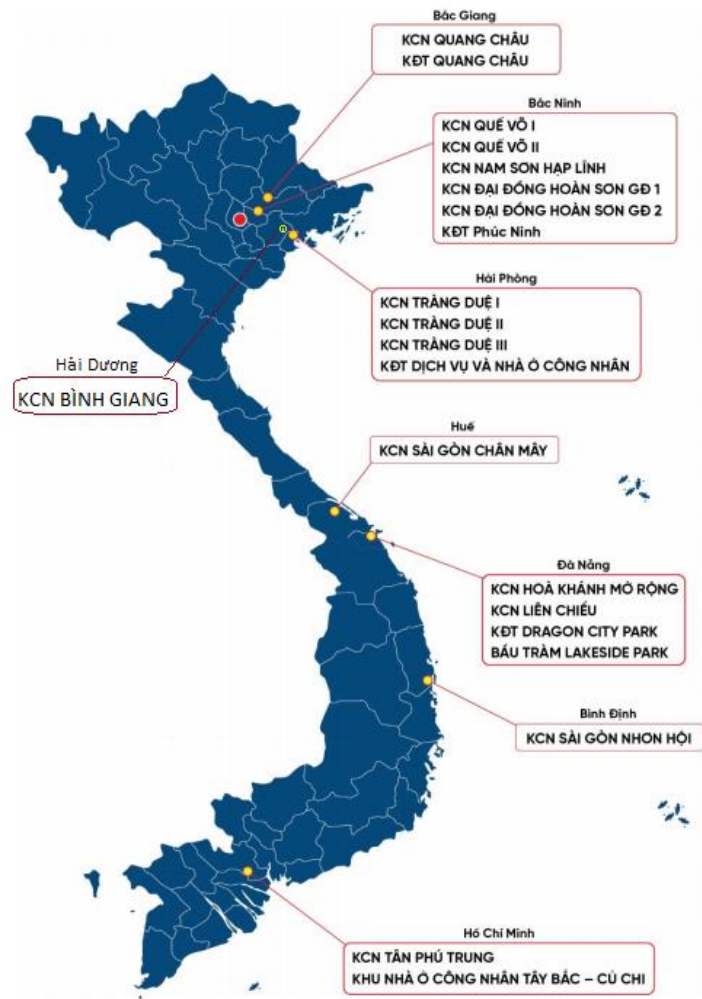 Bắc Giang
KCN QUANG CHÂU
KĐT QUANG CHÂU
Bắc Ninh
KCN QUẾ VÕ I
KCN QUẾ VÕ II
KCN NAM SƠN HẠP LĨNH
KCN ĐẠI ĐỒNG HOÀN SƠN GĐ 1
KCN ĐẠI ĐỒNG HOÀN SƠN GĐ 2
KĐT Phúc Ninh
Hải Phòng
KCN TRÀNG DUỆ I
KCN TRÀNG DUỆ II
KCN TRÀNG DUỆ III
KĐT DỊCH VỤ VÀ NHÀ Ở CÔNG NHÂN
Hải Dương
KCN BÌNH GIANG
Huế
KCN SÀI GÒN CHÂN MÂY
Đà Nẵng
KCN HOÀ KHÁNH MỞ RỘNG
KCN LIÊN CHIỂU
KĐT DRAGON CITY PARK
BÀU TRÀM LAKESIDE PARK
Bình Định
KCN SÀI GÒN NHƠN HỘI
Hồ Chí Minh
KCN TÂN PHÚ TRUNG
KHU NHÀ Ở CÔNG NHÂN TÂY BẮC – CỦ CHI